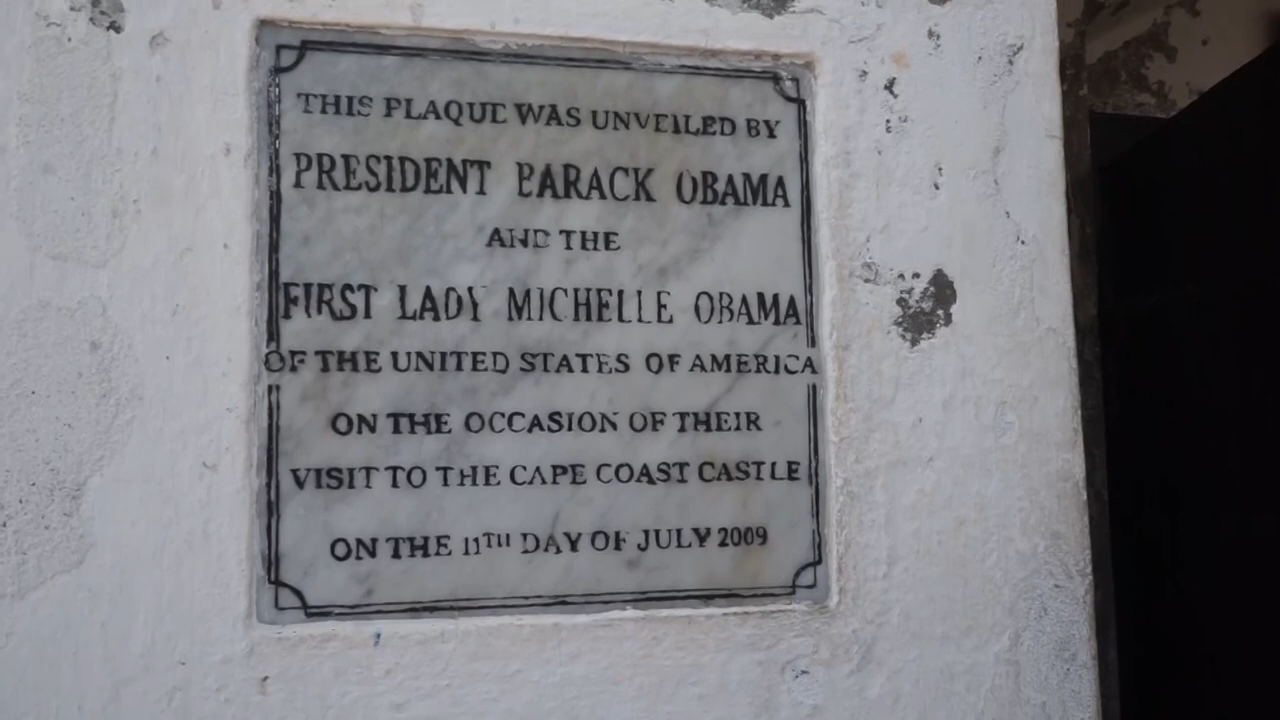 THIS PLAQUE WAS UNVEILED BY
PRESIDENT BARACK OBAMA
AND THE
FIRST LADY MICHELLE OBAMA
OF THE UNITED STATES OF AMERICA
ON THE OCCASION OF THEIR
VISIT TO THE CAPE COAST CASTLE
ON THE 11TH DAY OF JULY 2009